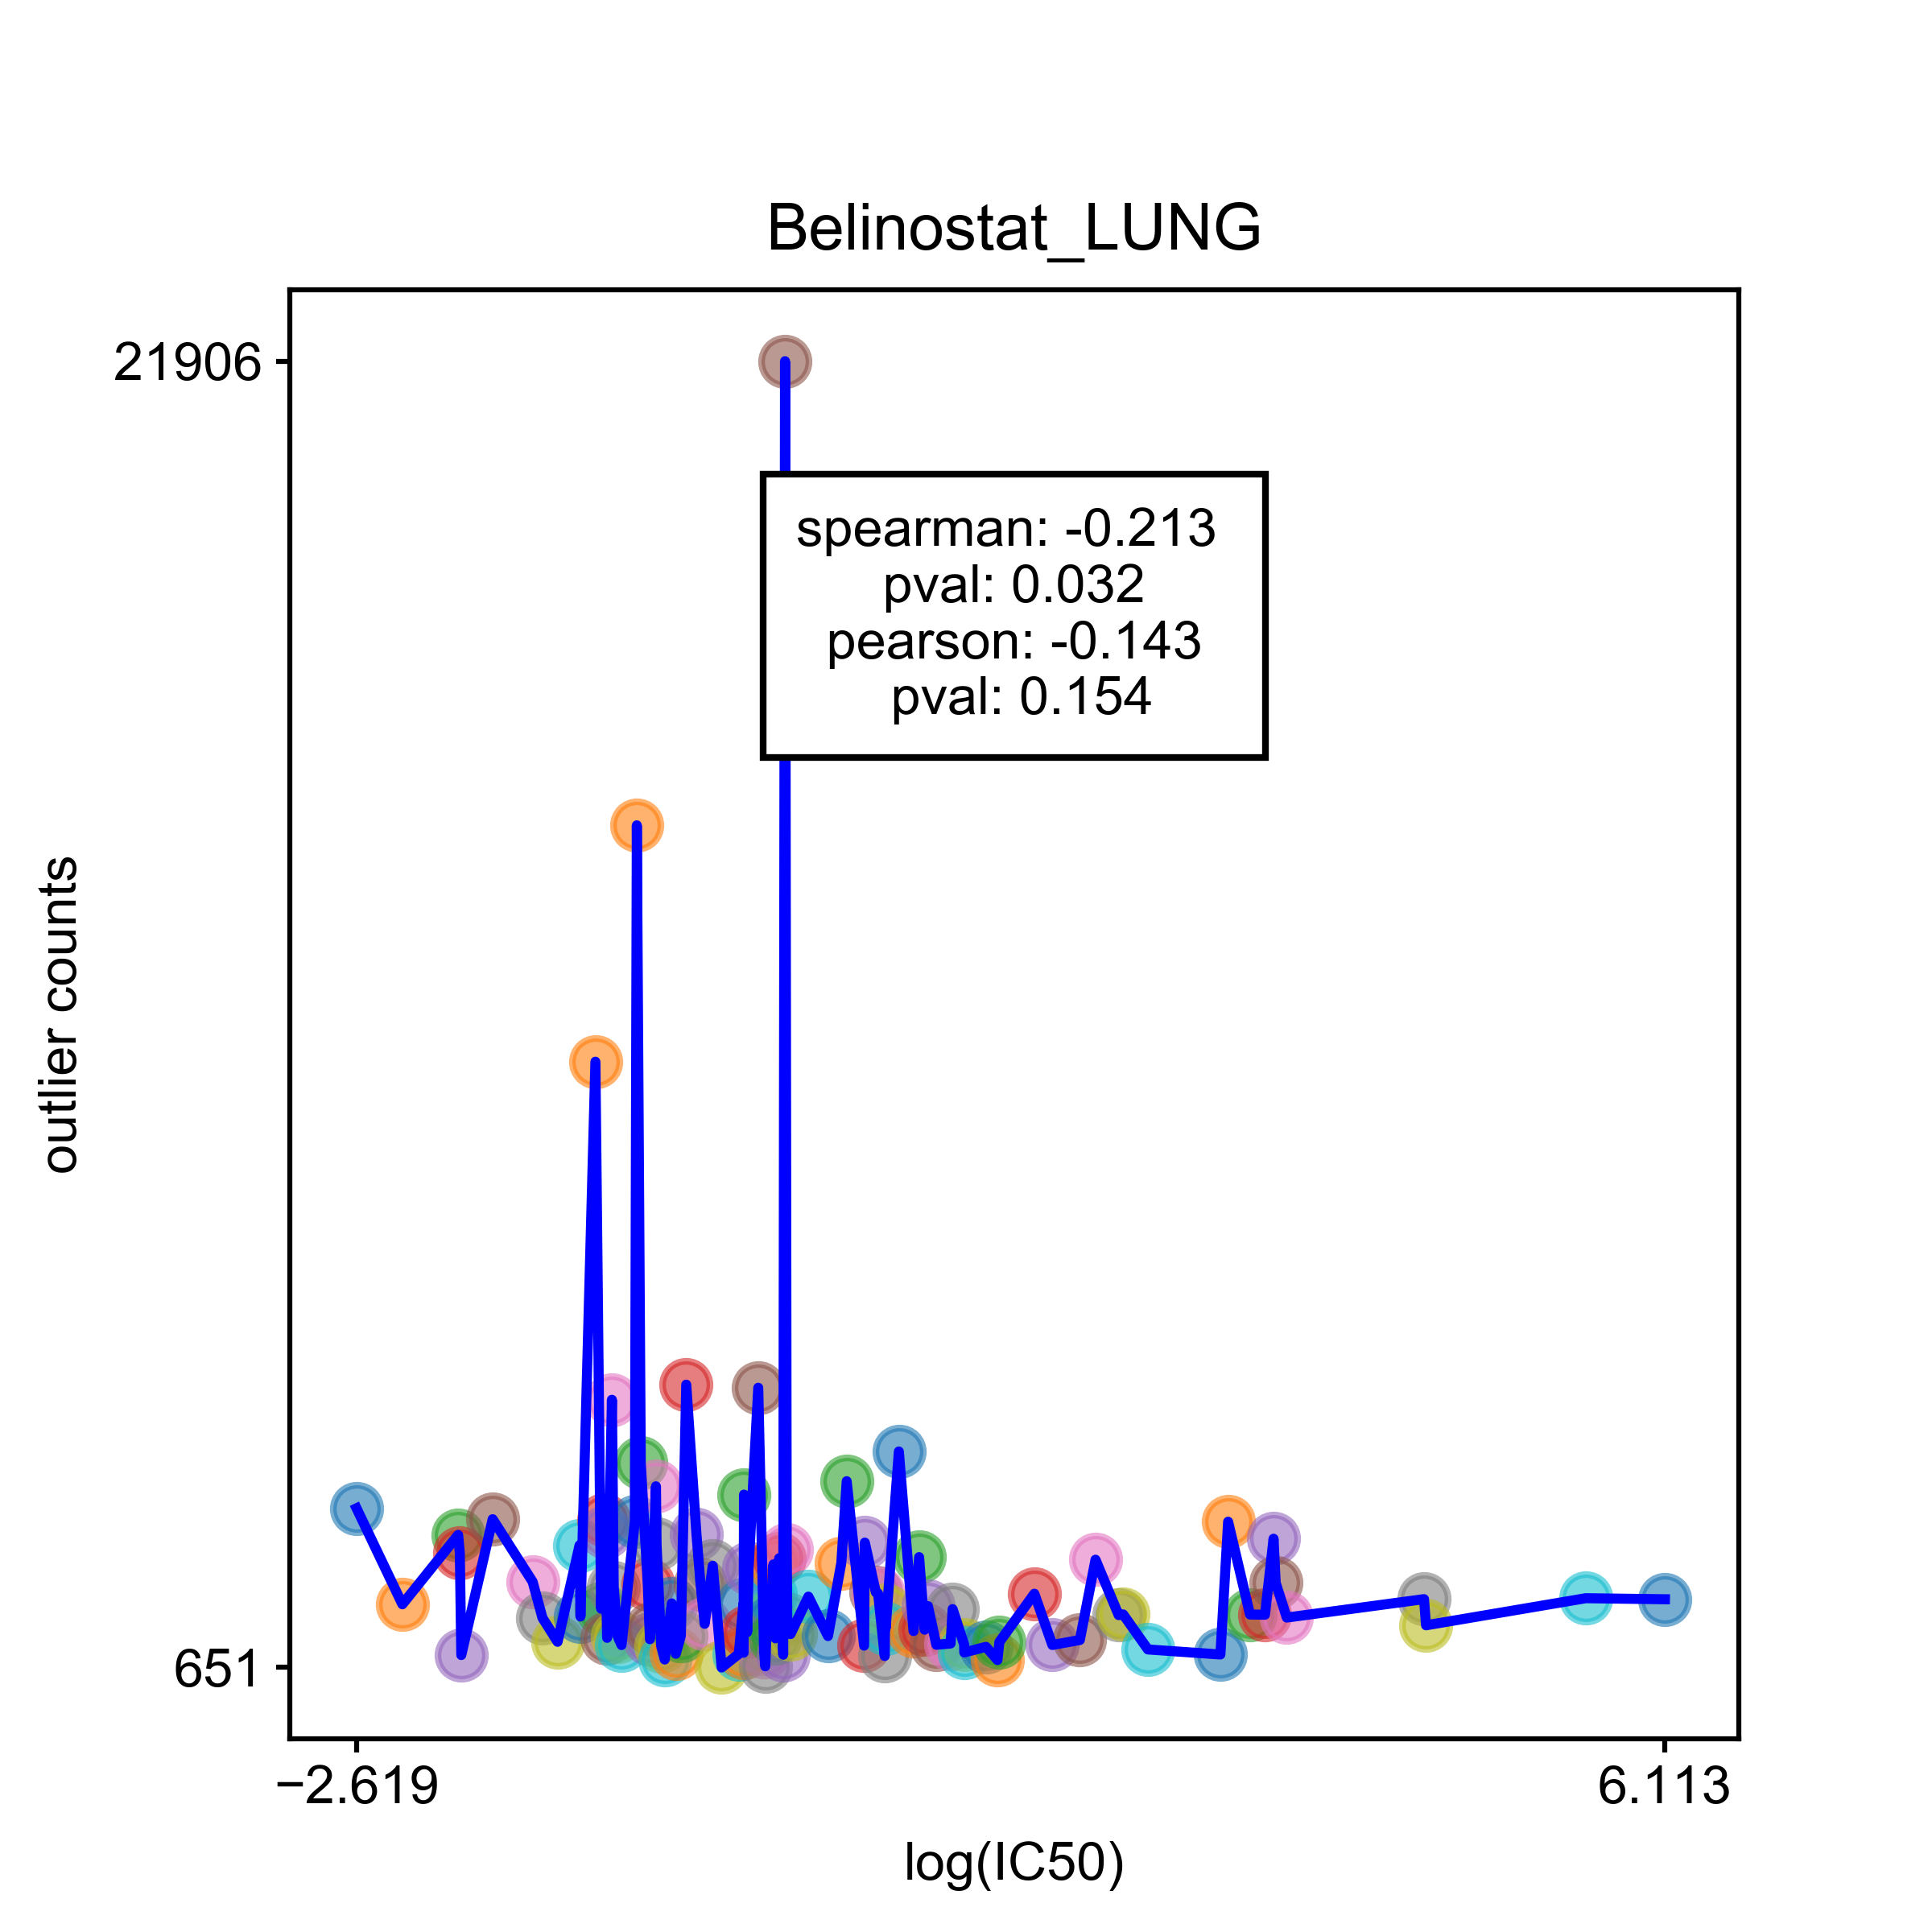 Belinostat_LUNG
21906
spearman: -0.213
pval: 0.032
pearson: -0.143
pval: 0.154
outlier counts
651
−2.619
6.113
log(IC50)